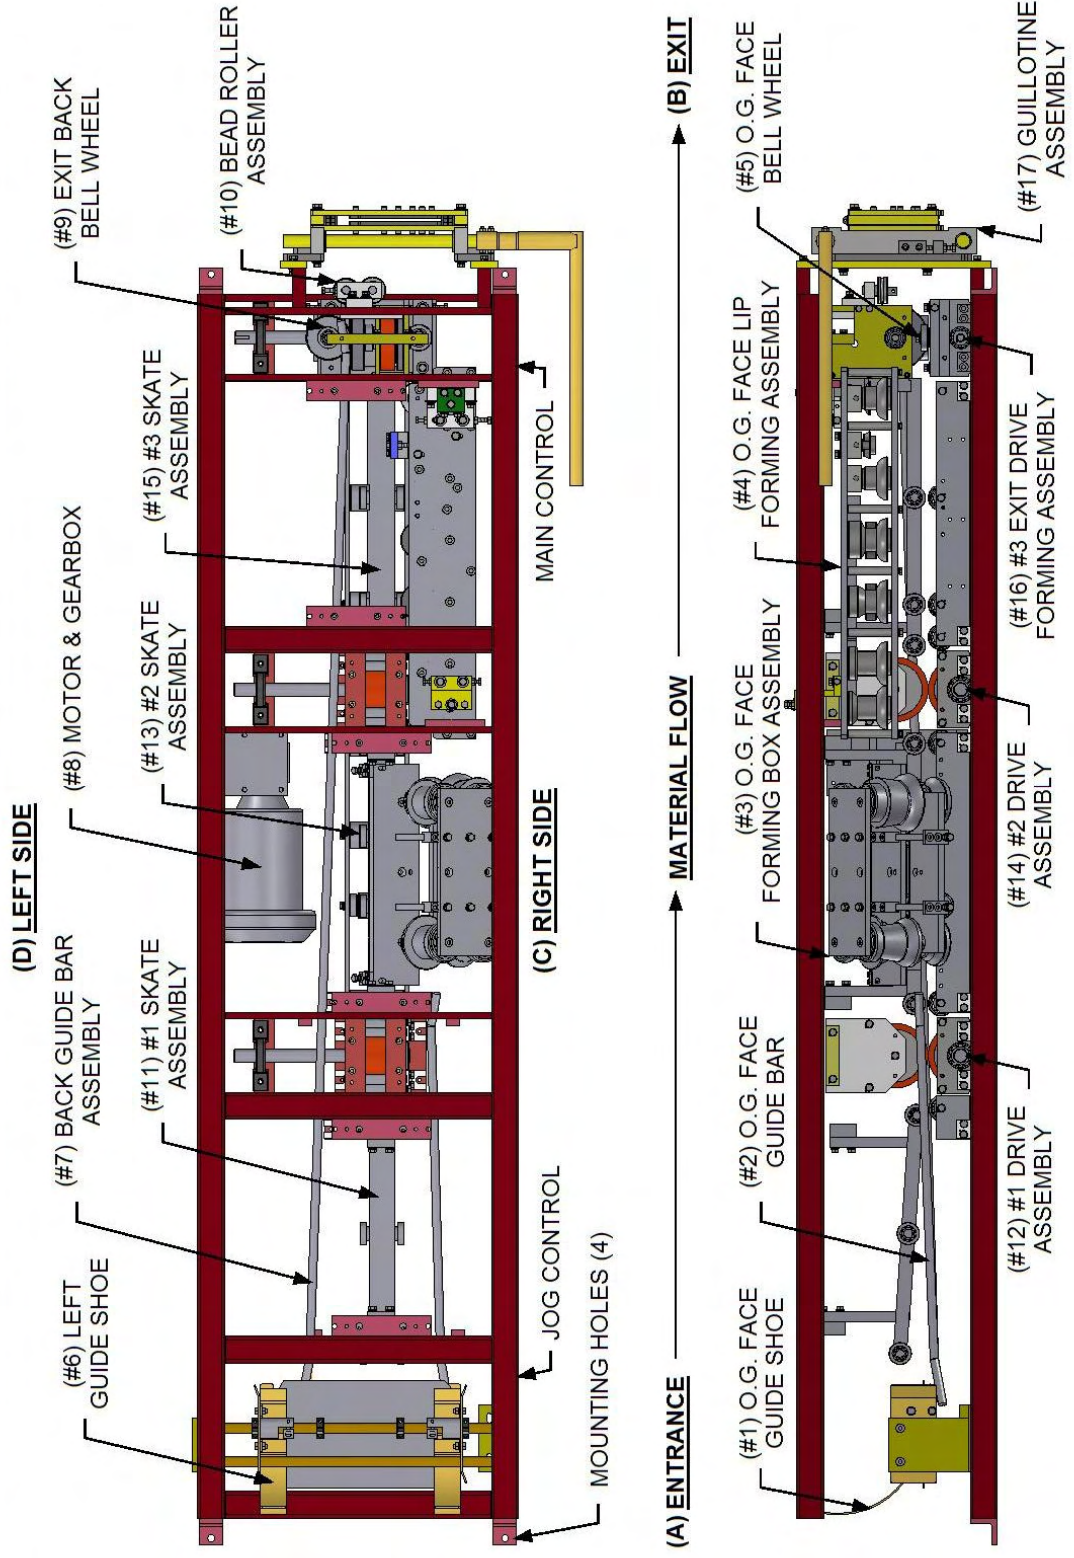 (D) LEFT SIDE
(#6) LEFT
GUIDE SHOE
(#7) BACK GUIDE BAR
ASSEMBLY
(#11) #1 SKATE
ASSEMBLY
(#8) MOTOR & GEARBOX
(#13) #2 SKATE
ASSEMBLY
(#15) #3 SKATE
ASSEMBLY
(#9) EXIT BACK
BELL WHEEL
(#10) BEAD ROLLER
ASSEMBLY
MOUNTING HOLES (4)
JOG CONTROL
(C) RIGHT SIDE
MAIN CONTROL
(A) ENTRANCE
MATERIAL FLOW
(B) EXIT
(#1) O.G. FACE
GUIDE SHOE
(#2) O.G. FACE
GUIDE BAR
(#3) O.G. FACE
FORMING BOX ASSEMBLY
(#4) O.G. FACE LIP
FORMING ASSEMBLY
(#5) O.G. FACE
BELL WHEEL
(#12) #1 DRIVE
ASSEMBLY
(#14) #2 DRIVE
ASSEMBLY
(#16) #3 EXIT DRIVE
FORMING ASSEMBLY
(#17) GUILLOTINE
ASSEMBLY